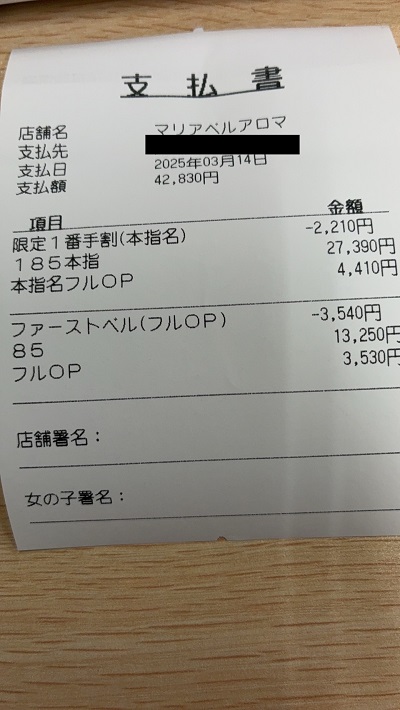 支払書
店舗名 マリアベルアロマ
支払先
支払日 2025年03月14日
支払額 42,830円
項目 金額
限定1番手割(本指名) -2,210円
185本指 27,390円
本指名フルOP 4,410円
ファーストベル(フルOP) -3,540円
85 13,250円
フルOP 3,530円
店舗署名:
女の子署名: